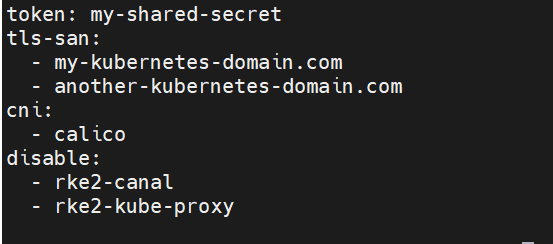 token: my-shared-secret
tls-san:
  - my-kubernetes-domain.com
  - another-kubernetes-domain.com
cni:
  - calico
disable:
  - rke2-canal
  - rke2-kube-proxy